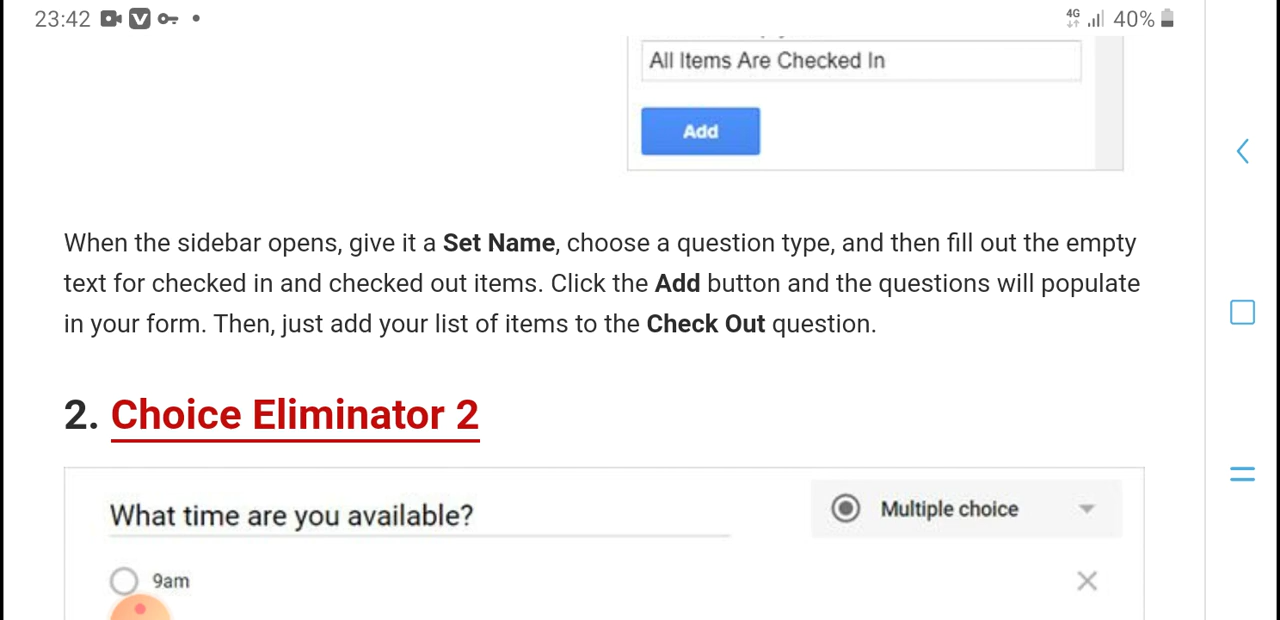 23:42
4G
40%
All Items Are Checked In
Add
When the sidebar opens, give it a Set Name, choose a question type, and then fill out the empty
text for checked in and checked out items. Click the Add button and the questions will populate
in your form. Then, just add your list of items to the Check Out question.
2. Choice Eliminator 2
What time are you available?
Multiple choice
9am